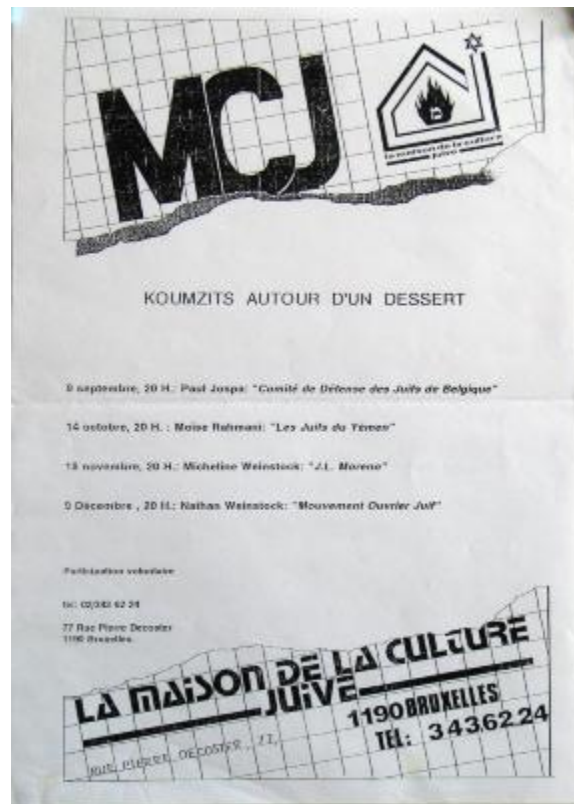 MCJ
la maison de la culture
juive
KOUMZITS AUTOUR D'UN DESSERT
9 septembre, 20 H.: Paul Jospa: "Comité de Défense des Juifs de Belgique"
14 octobre, 20 H. : Moïse Rahmani: "Les Juifs du Yémen"
novembre, 20 H.: Micheline Weinstock: "J.L. Moreno"
9 Décembre , 20 H.: Nathan Weinstock: "Mouvement Ouvrier Juif"
Participation volontaire
tel: 02/343 62 24
77 Rue Pierre Decoster
1190 Bruxelles
LA MAISON DE LA CULTURE
JUIVE
1190 BRUXELLES
RUE PIERRE DECOSTER, 77,
TEL: 343.62.24